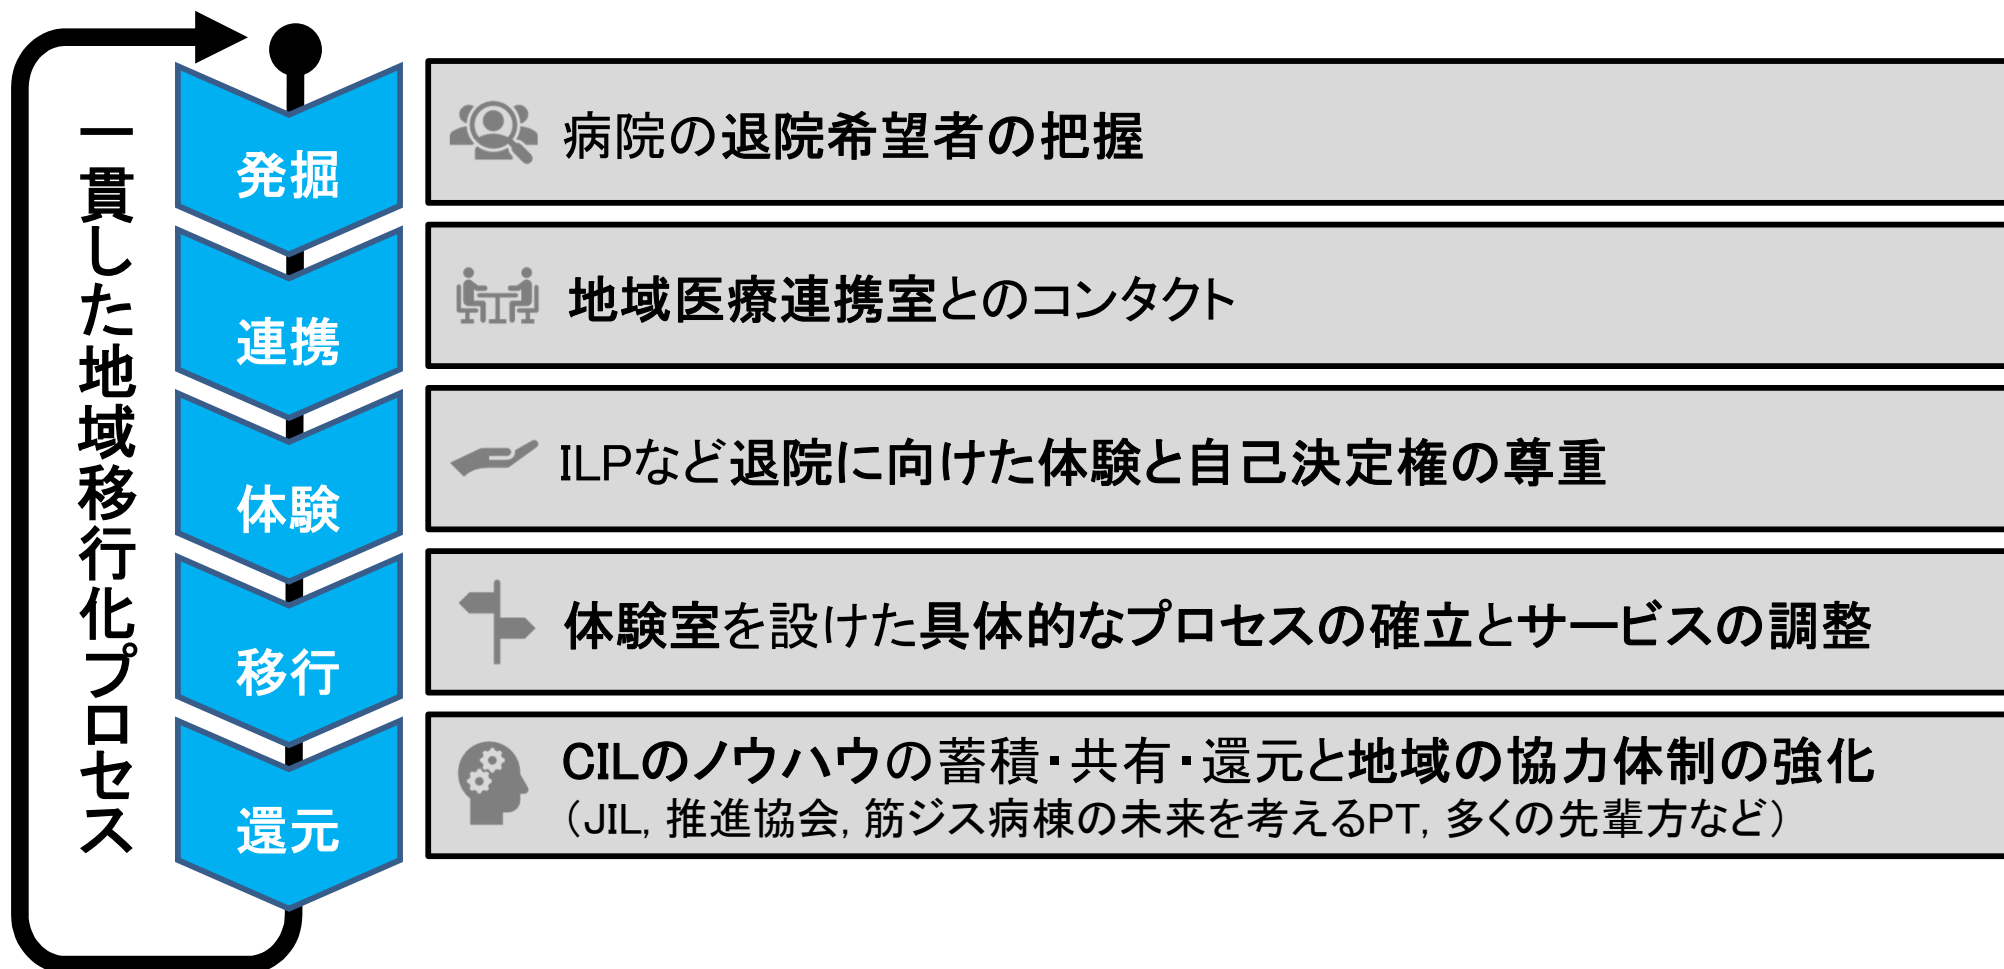 一貫した地域移行化プロセス
発掘
病院の退院希望者の把握
連携
地域医療連携室とのコンタクト
体験
ILPなど退院に向けた体験と自己決定権の尊重
移行
体験室を設けた具体的なプロセスの確立とサービスの調整
還元
CILのノウハウの蓄積・共有・還元と地域の協力体制の強化
（JIL, 推進協会, 筋ジス病棟の未来を考えるPT, 多くの先輩方など）